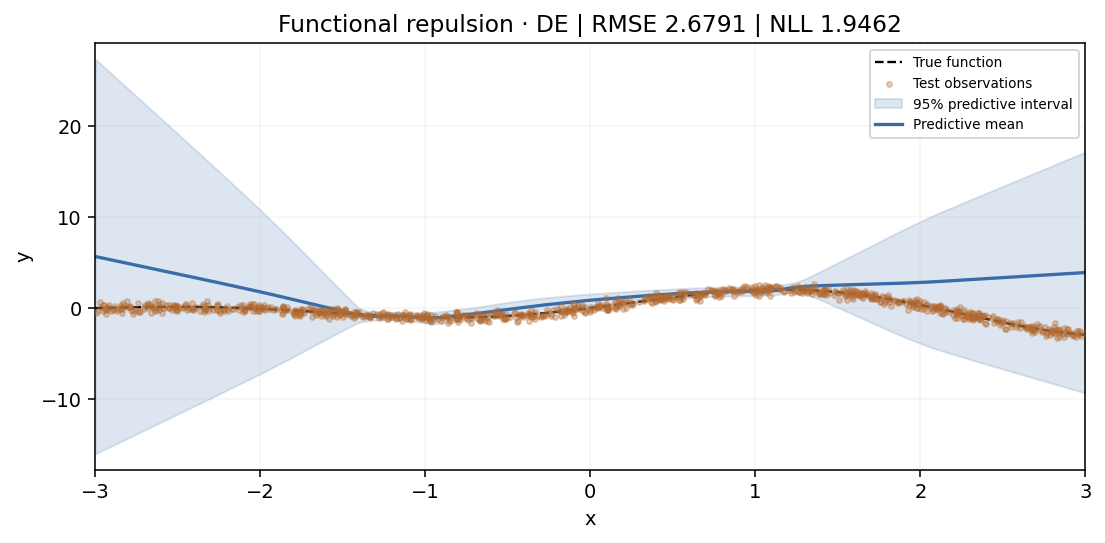 Functional repulsion · DE | RMSE 2.6791 | NLL 1.9462
True function
Test observations
95% predictive interval
Predictive mean
y
20
10
0
−10
−3
−2
−1
0
1
2
3
x